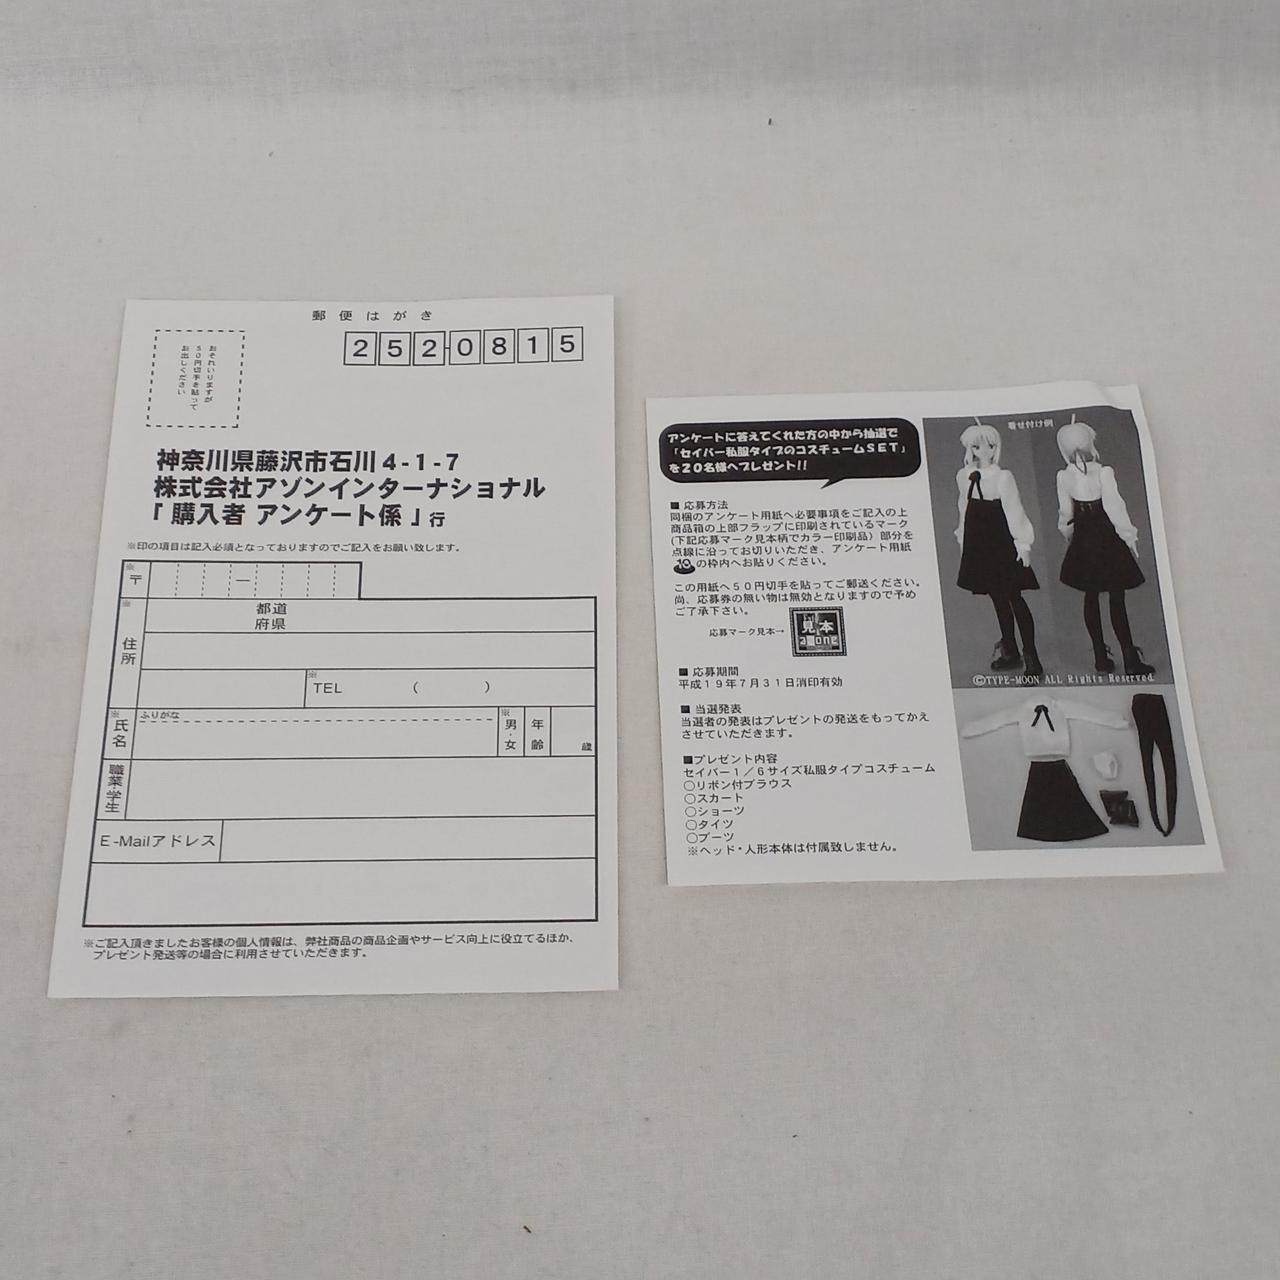 郵便はがき
252-0815
おそれいりますが
50円切手を貼って
お出しください
神奈川県藤沢市石川4-1-7
株式会社アゾンインターナショナル
「購入者 アンケート係」行
※印の項目は記入必須となっておりますのでご記入をお願い致します。
※
〒 ー
※
住所
都道
府県
※
TEL ( )
※
氏名
ふりがな
※
男・女
年齢
歳
職業・学生
E-Mailアドレス
※ご記入頂きましたお客様の個人情報は、弊社商品の商品企画やサービス向上に役立てるほか、
プレゼント発送等の場合に利用させていただきます。
アンケートに答えてくれた方の中から抽選で
「セイバー私服タイプのコスチュームSET」
を20名様へプレゼント!!
■ 応募方法
同梱のアンケート用紙へ必要事項をご記入の上
商品箱の上部フラップに印刷されているマーク
(下記応募マーク見本柄でカラー印刷品)部分を
点線に沿ってお切りいただき、アンケート用紙
10の枠内へお貼りください。
この用紙へ50円切手を貼ってご郵送ください。
尚、応募券の無い物は無効となりますので予め
ご了承下さい。
応募マーク見本→
見本
■ 応募期間
平成19年7月31日消印有効
■ 当選発表
当選者の発表はプレゼントの発送をもってかえ
させていただきます。
■プレゼント内容
セイバー1/6サイズ私服タイプコスチューム
○リボン付ブラウス
○スカート
○ショーツ
○タイツ
○ブーツ
※ヘッド・人形本体は付属致しません。
着せ付け例
©TYPE-MOON ALL Rights Reserved.